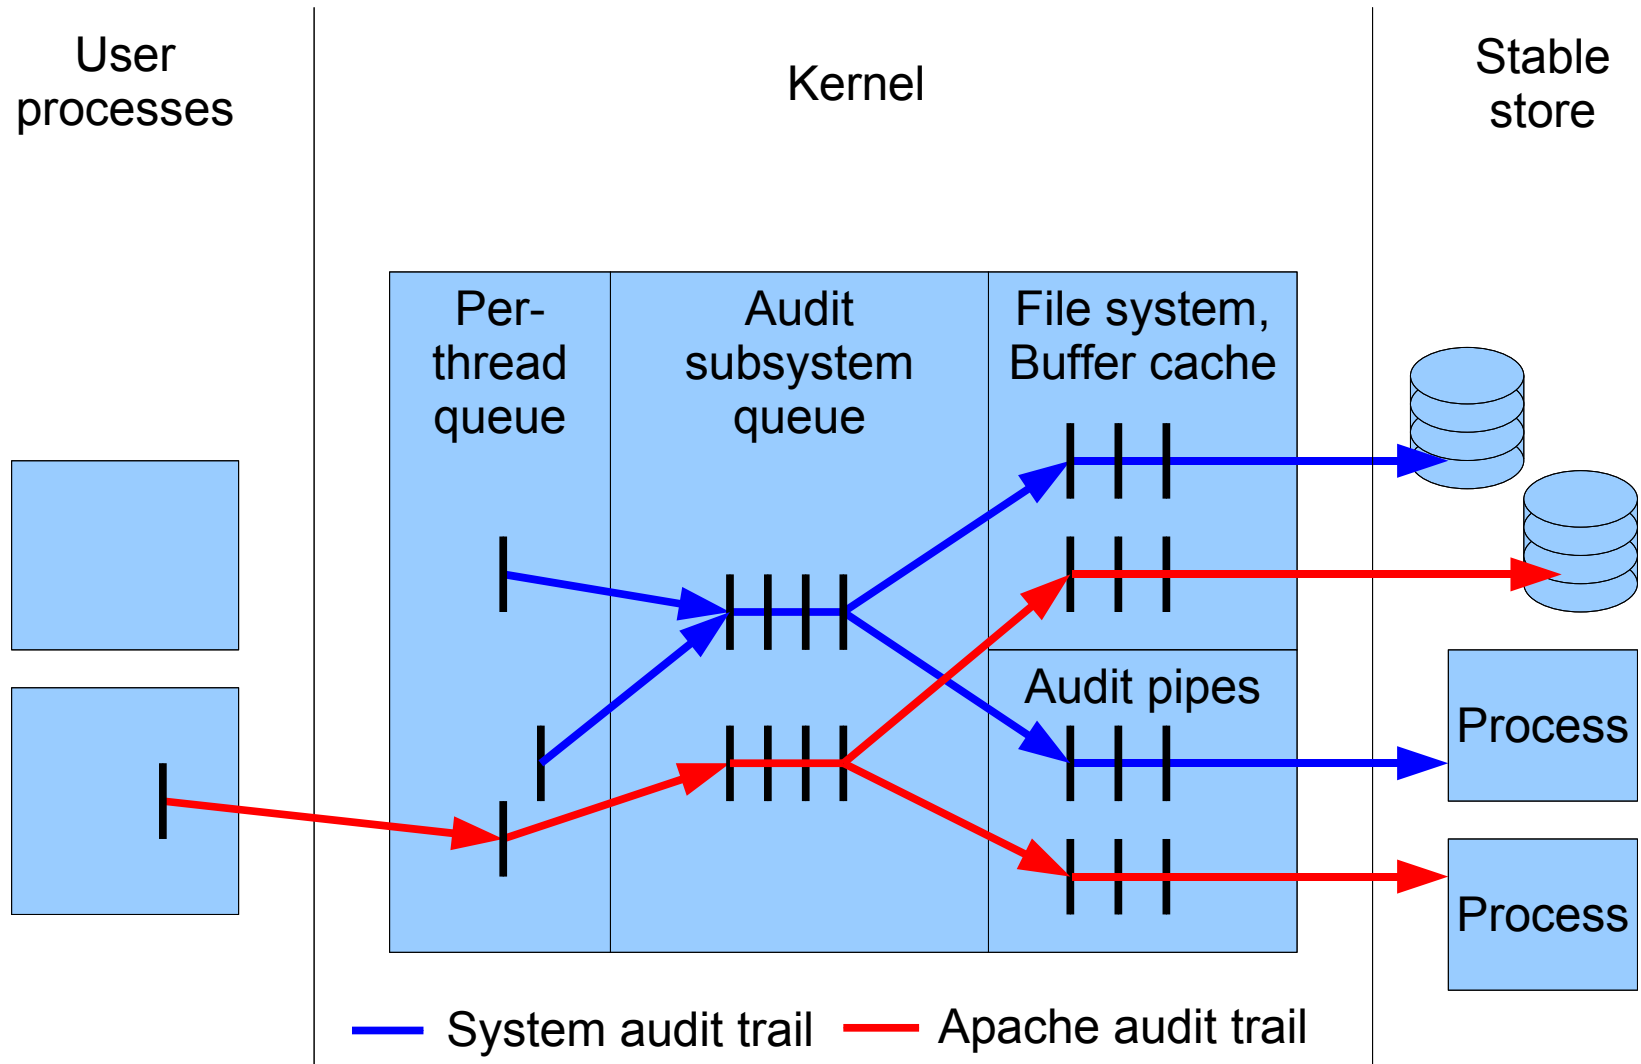 User
processes
Kernel
Stable
store
Per-
thread
queue
Audit
subsystem
queue
File system,
Buffer cache
Audit pipes
Process
Process
System audit trail
Apache audit trail